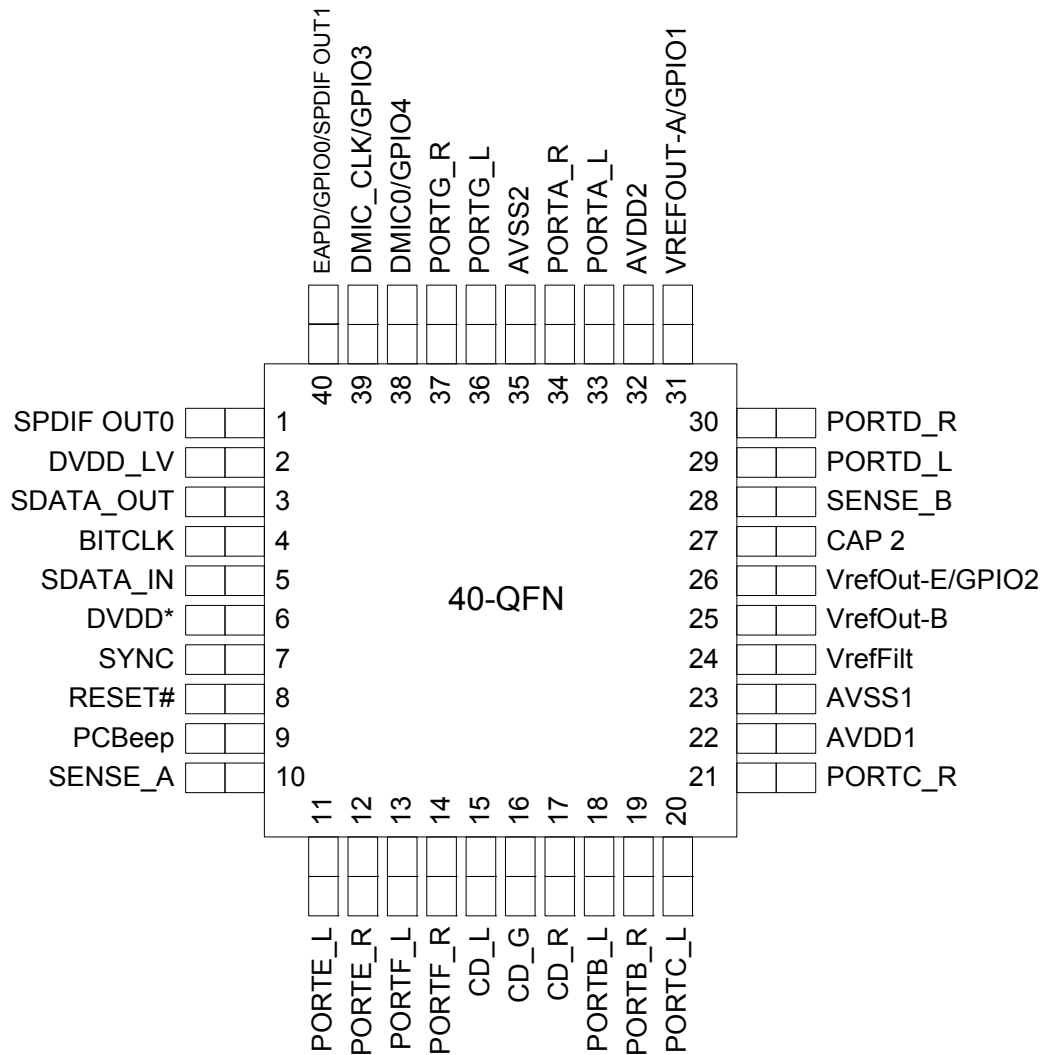 EAPD/GPIO0/SPDIF OUT1
DMIC_CLK/GPIO3
DMIC0/GPIO4
PORTG_R
PORTG_L
AVSS2
PORTA_R
PORTA_L
AVDD2
VREFOUT-A/GPIO1
40
39
38
37
36
35
34
33
32
31
SPDIF OUT0 1
DVDD_LV 2
SDATA_OUT 3
BITCLK 4
SDATA_IN 5
DVDD* 6
SYNC 7
RESET# 8
PCBeep 9
SENSE_A 10
40-QFN
30 PORTD_R
29 PORTD_L
28 SENSE_B
27 CAP 2
26 VrefOut-E/GPIO2
25 VrefOut-B
24 VrefFilt
23 AVSS1
22 AVDD1
21 PORTC_R
11
12
13
14
15
16
17
18
19
20
PORTE_L
PORTE_R
PORTF_L
PORTF_R
CD_L
CD_G
CD_R
PORTB_L
PORTB_R
PORTC_L